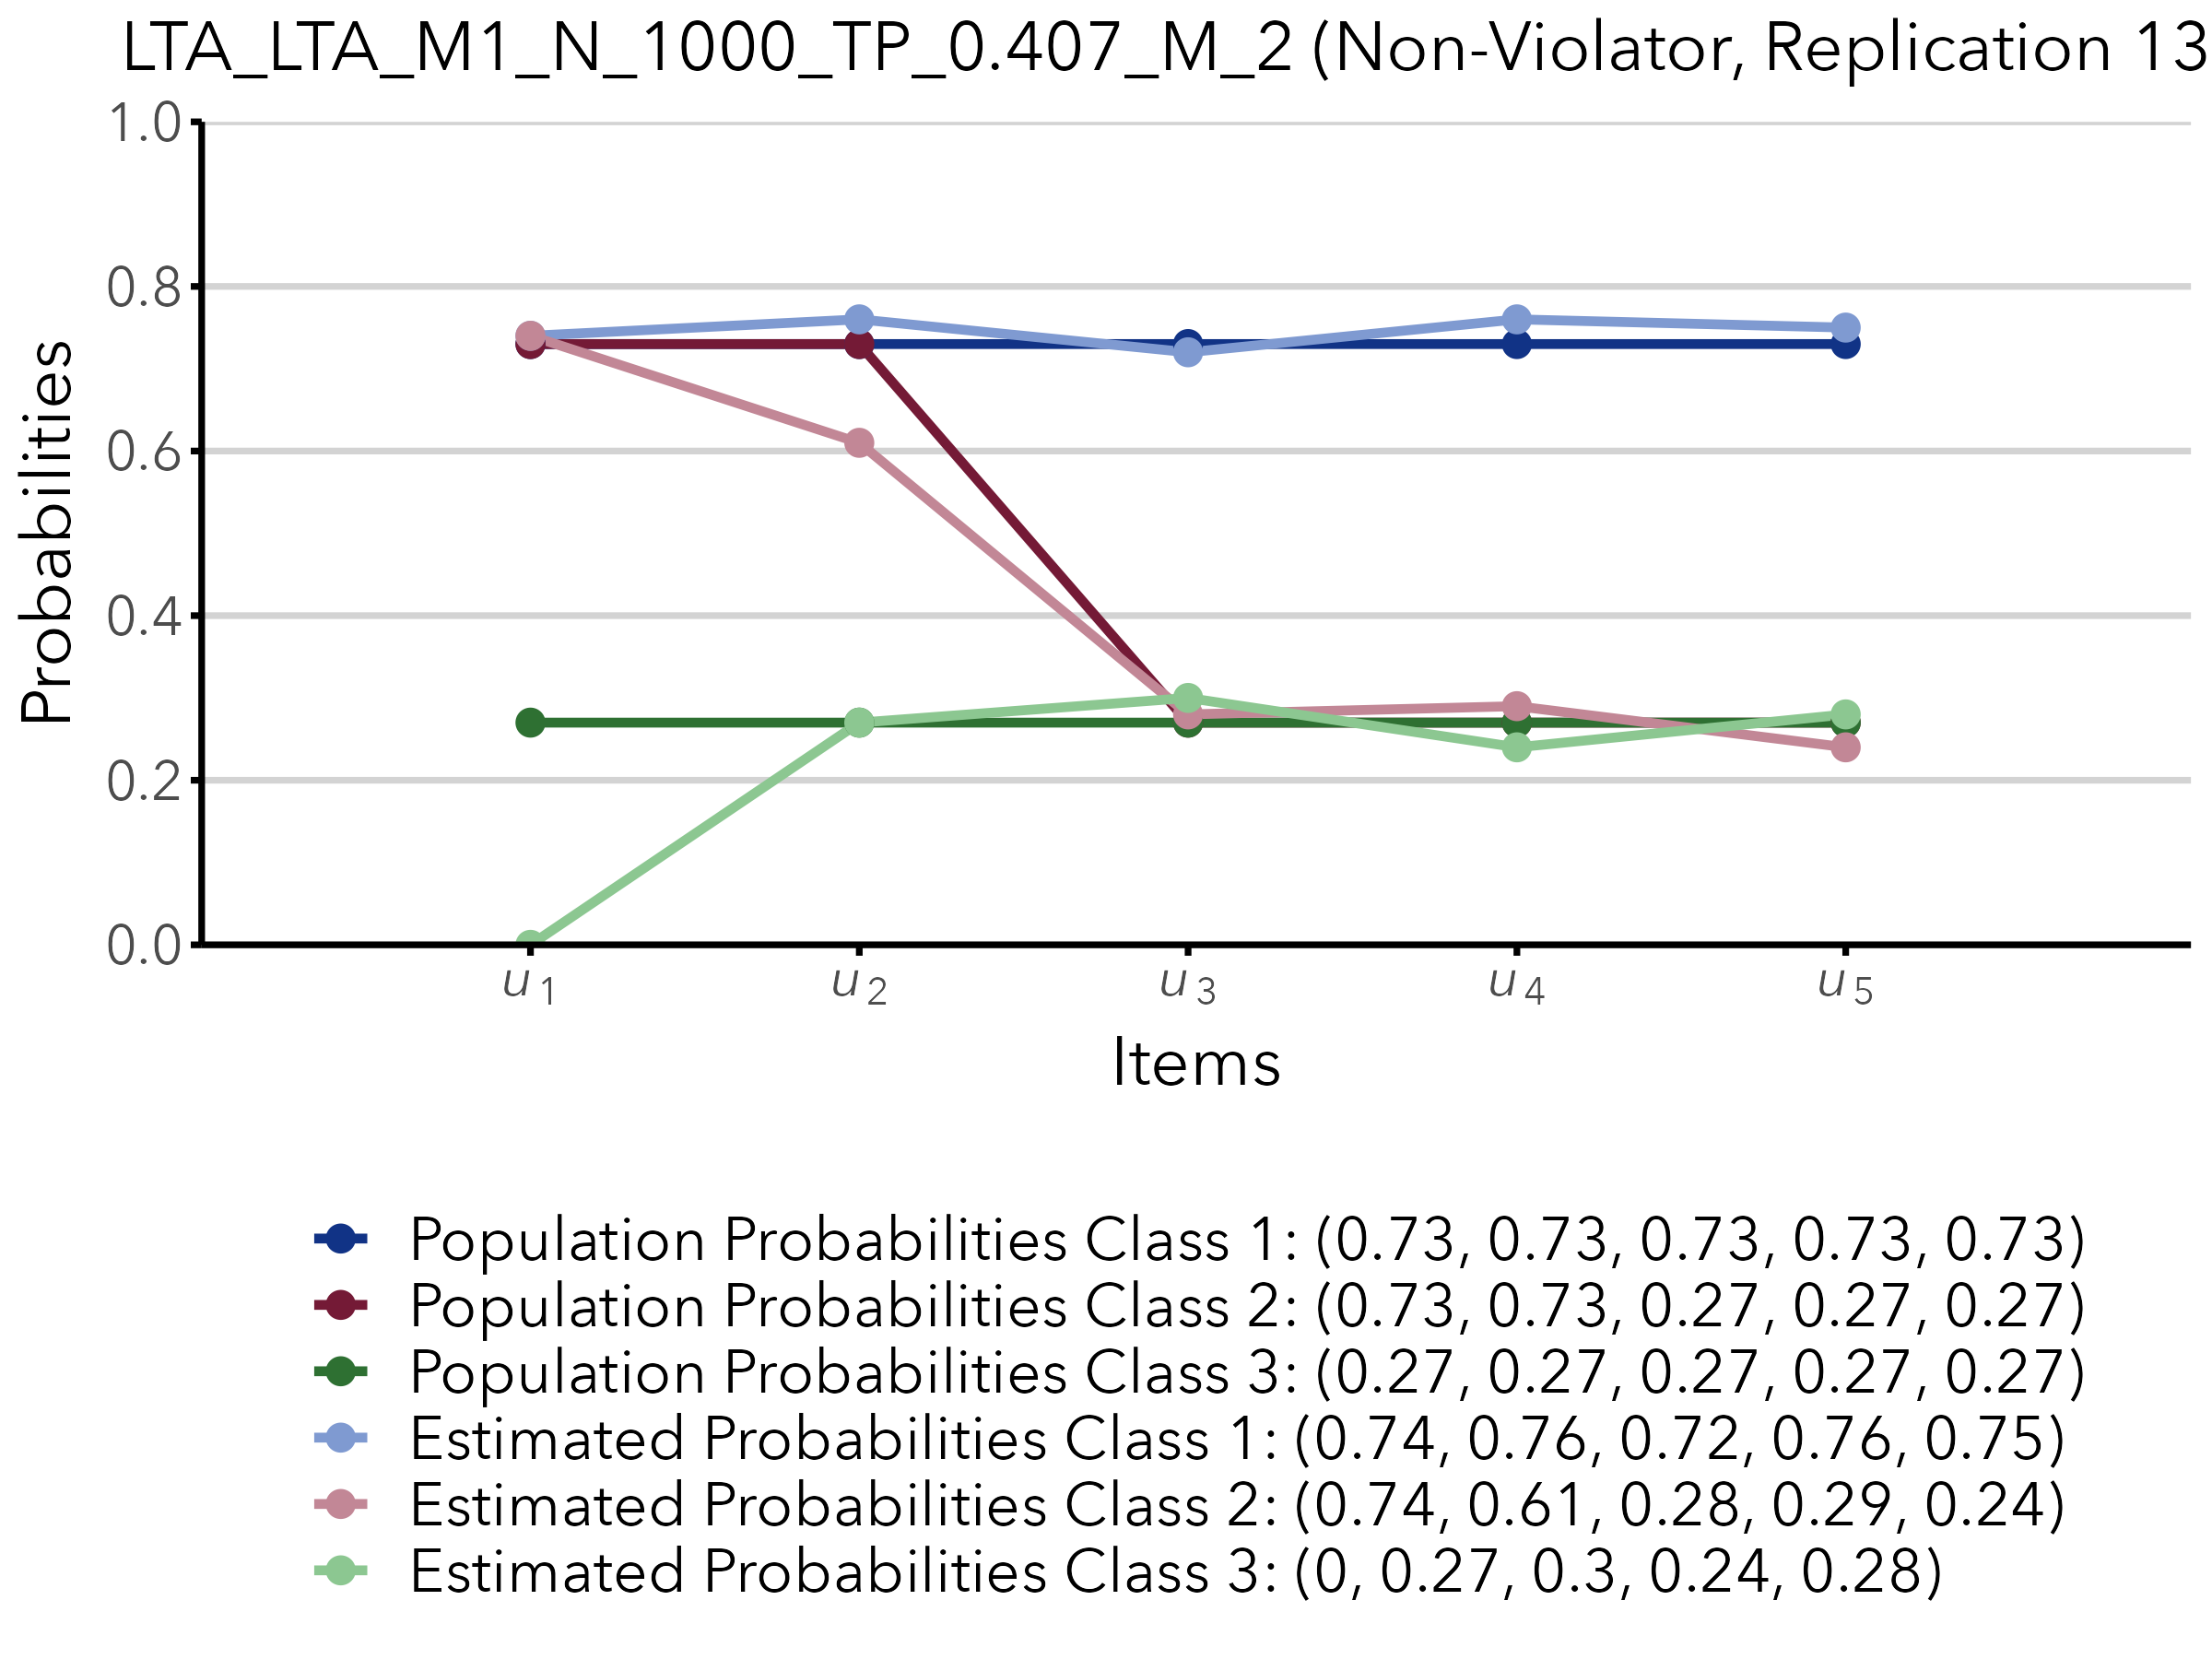 LTA_LTA_M1_N_1000_TP_0.407_M_2 (Non-Violator, Replication 13
1.0
0.8
0.6
0.4
0.2
0.0
Probabilities
u1
u2
u3
u4
u5
Items
Population Probabilities Class 1: (0.73, 0.73, 0.73, 0.73, 0.73)
Population Probabilities Class 2: (0.73, 0.73, 0.27, 0.27, 0.27)
Population Probabilities Class 3: (0.27, 0.27, 0.27, 0.27, 0.27)
Estimated Probabilities Class 1: (0.74, 0.76, 0.72, 0.76, 0.75)
Estimated Probabilities Class 2: (0.74, 0.61, 0.28, 0.29, 0.24)
Estimated Probabilities Class 3: (0, 0.27, 0.3, 0.24, 0.28)